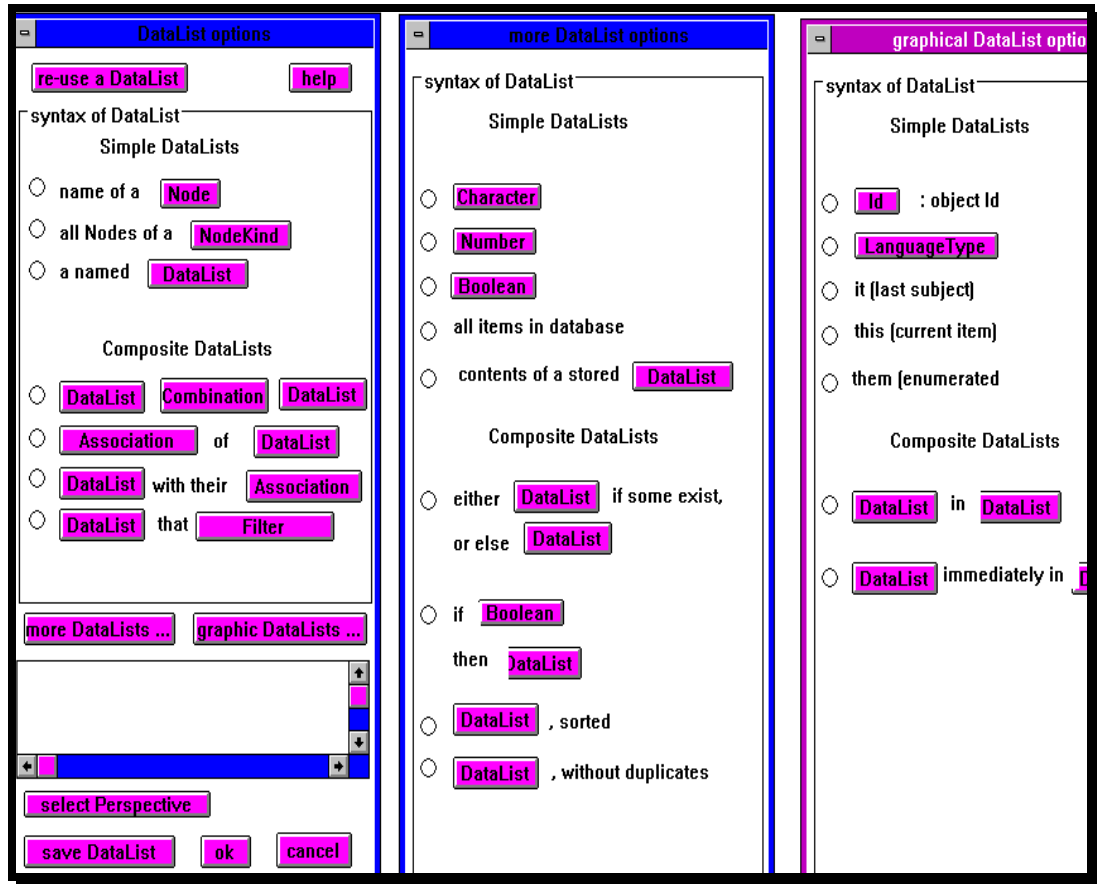 DataList options
re-use a DataList help
syntax of DataList
Simple DataLists
name of a Node
all Nodes of a NodeKind
a named DataList
Composite DataLists
DataList Combination DataList
Association of DataList
DataList with their Association
DataList that Filter
more DataLists ... graphic DataLists ...
select Perspective
save DataList ok cancel
more DataList options
syntax of DataList
Simple DataLists
Character
Number
Boolean
all items in database
contents of a stored DataList
Composite DataLists
either DataList if some exist,
or else DataList
if Boolean
then DataList
DataList , sorted
DataList , without duplicates
graphical DataList optio
syntax of DataList
Simple DataLists
Id : object Id
LanguageType
it (last subject)
this (current item)
them (enumerated
Composite DataLists
DataList in DataList
DataList immediately in